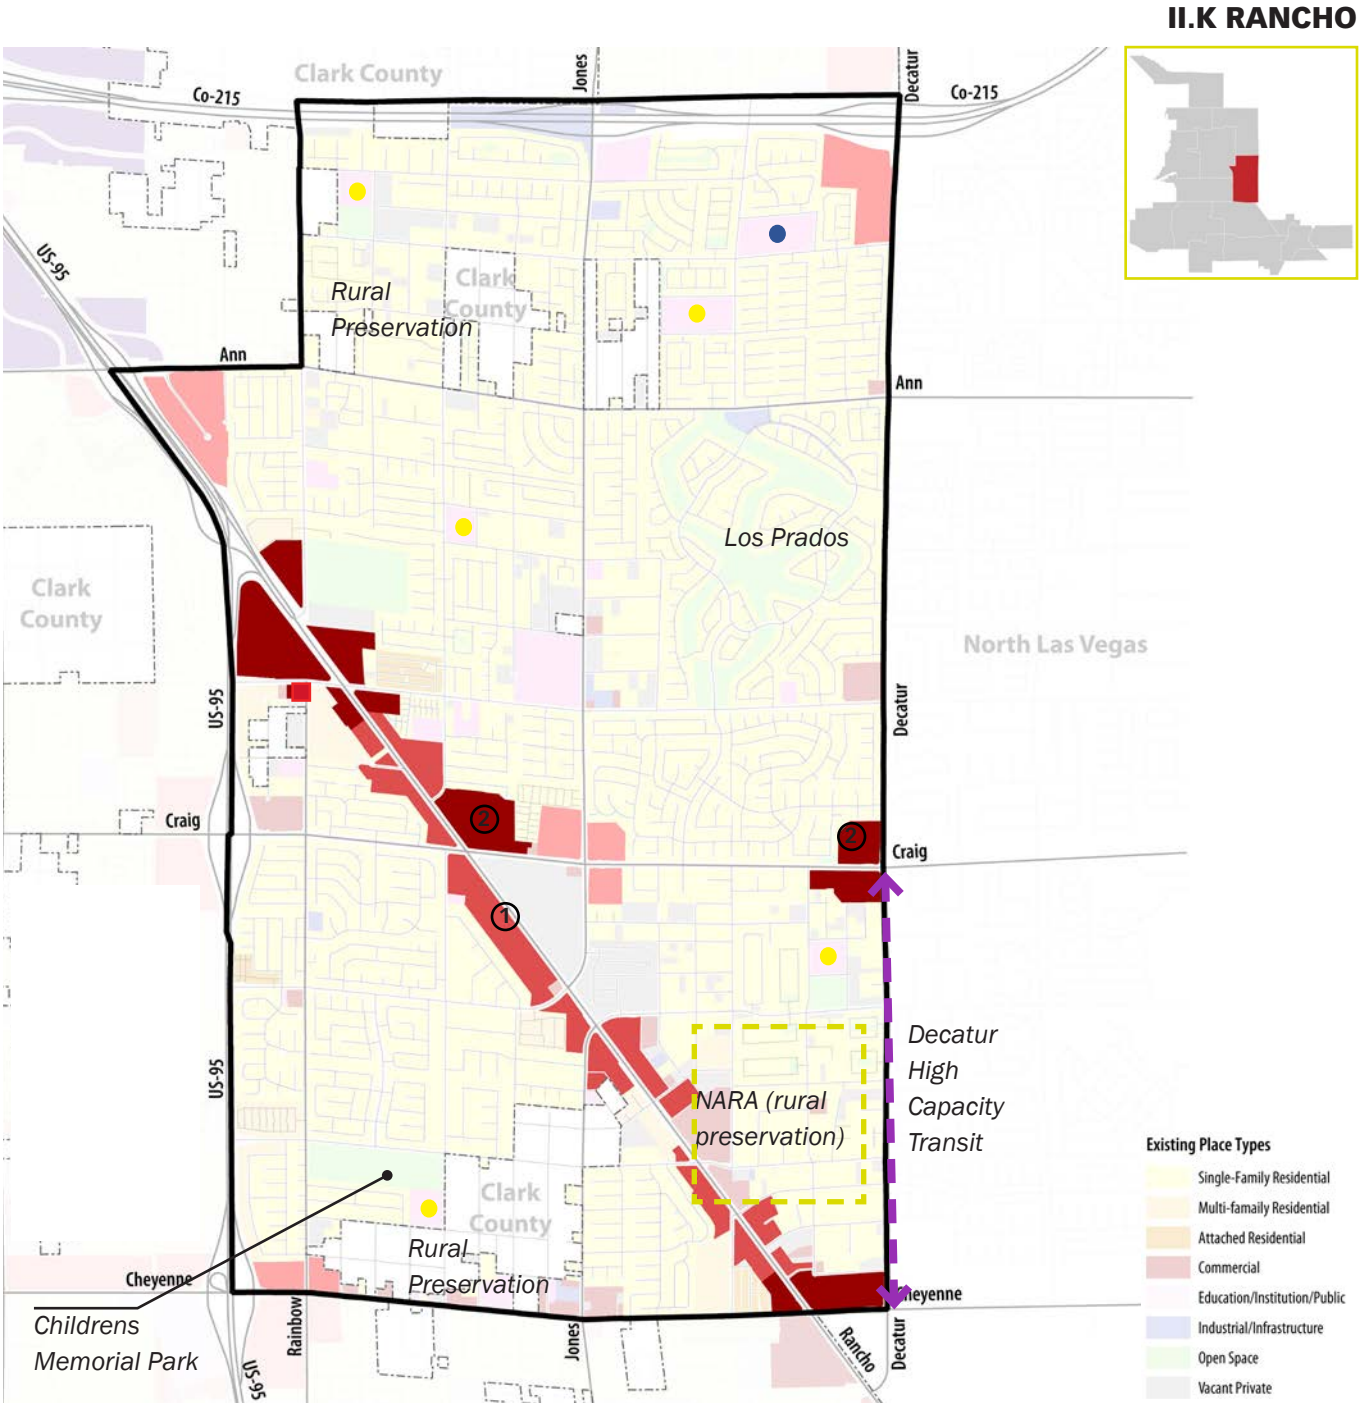 II.K RANCHO
Clark County
Jones
Decatur
Co-215
Co-215
US-95
Rural
Preservation
Clark
County
Ann
Ann
Los Prados
Clark
County
North Las Vegas
US-95
Decatur
2
2
Craig
Craig
1
Decatur
High
Capacity
Transit
US-95
NARA (rural
preservation)
Clark
County
Rural
Preservation
Cheyenne
Cheyenne
Childrens
Memorial Park
US-95
Rainbow
Jones
Rancho
Decatur
Existing Place Types
Single-Family Residential
Multi-famaily Residential
Attached Residential
Commercial
Education/Institution/Public
Industrial/Infrastructure
Open Space
Vacant Private